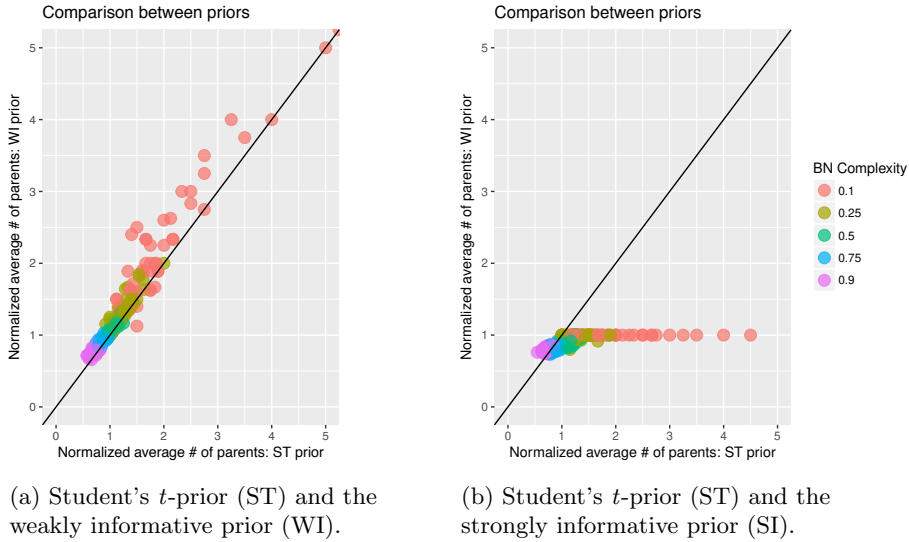 Comparison between priors
Normalized average # of parents: WI prior
5
4
3
2
1
0
0 1 2 3 4 5
Normalized average # of parents: ST prior
(a) Student's t-prior (ST) and the
weakly informative prior (WI).
Comparison between priors
Normalized average # of parents: WI prior
5
4
3
2
1
0
0 1 2 3 4 5
Normalized average # of parents: ST prior
(b) Student's t-prior (ST) and the
strongly informative prior (SI).
BN Complexity
0.1
0.25
0.5
0.75
0.9